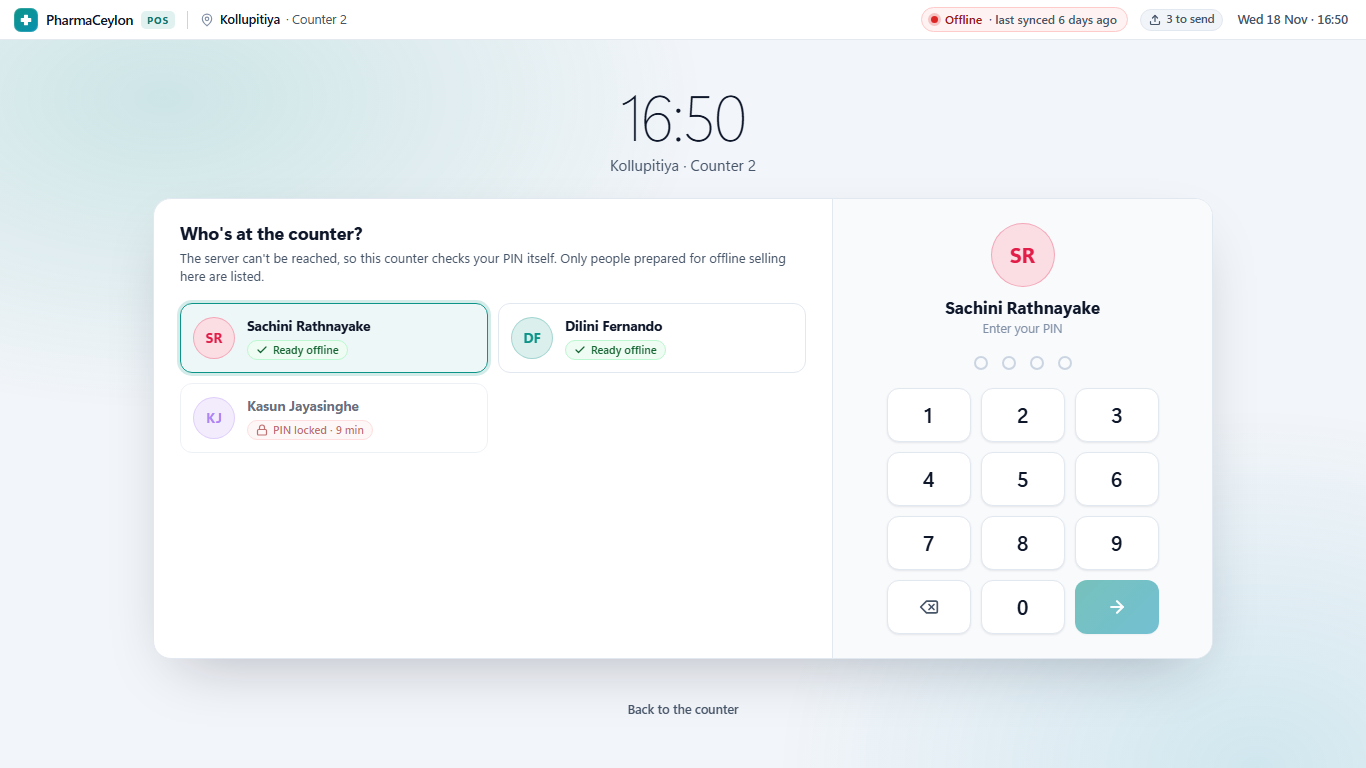 PharmaCeylon POS Kollupitiya · Counter 2 Offline · last synced 6 days ago 3 to send Wed 18 Nov · 16:50
16:50
Kollupitiya · Counter 2
Who's at the counter?
The server can't be reached, so this counter checks your PIN itself. Only people prepared for offline selling
here are listed.
SR Sachini Rathnayake
Ready offline
DF Dilini Fernando
Ready offline
KJ Kasun Jayasinghe
PIN locked · 9 min
SR
Sachini Rathnayake
Enter your PIN
1 2 3
4 5 6
7 8 9
0
Back to the counter